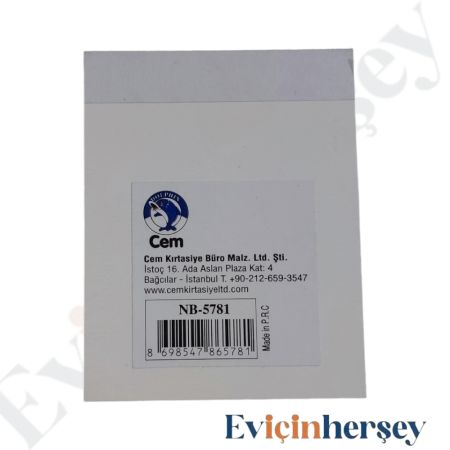 DOLPHIN
Cem
Cem Kırtasiye Büro Malz. Ltd. Şti.
İstoç 16. Ada Aslan Plaza Kat: 4
Bağcılar - İstanbul T. +90-212-659-3547
www.cemkirtasiyeltd.com
NB-5781
8 698547 865781
Made in P.R.C
Eviçinherşey
Eviçinherşey